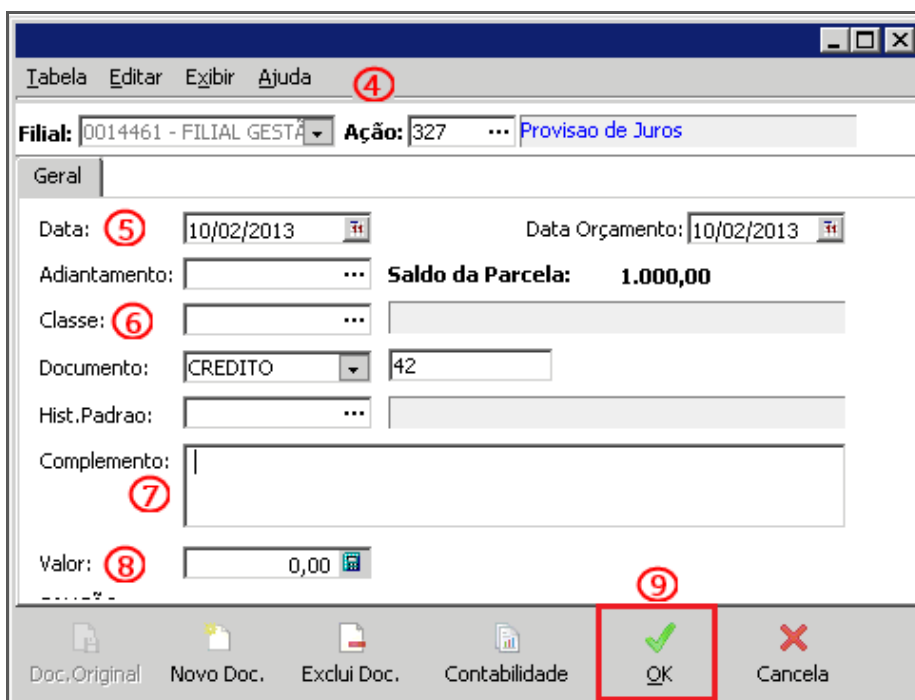 Tabela Editar Exibir Ajuda 4
Filial: 0014461 - FILIAL GESTÃ Ação: 327 ... Provisao de Juros
Geral
Data: 5 10/02/2013 Data Orçamento: 10/02/2013
Adiantamento: ... Saldo da Parcela: 1.000,00
Classe: 6 ...
Documento: CREDITO 42
Hist.Padrao: ...
Complemento:
7
Valor: 8 0,00
9
Doc.Original Novo Doc. Exclui Doc. Contabilidade OK Cancela